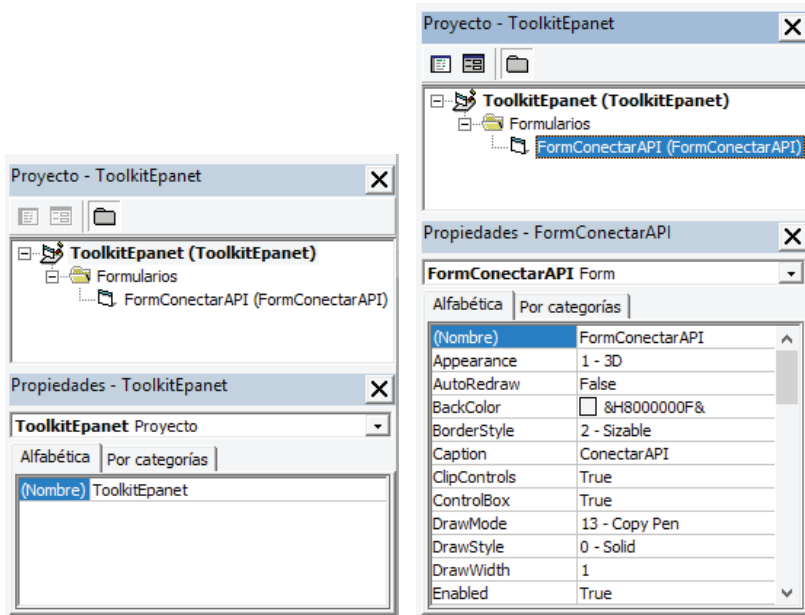 Proyecto - ToolkitEpanet
ToolkitEpanet (ToolkitEpanet)
Formularios
FormConectarAPI (FormConectarAPI)
Propiedades - ToolkitEpanet
ToolkitEpanet Proyecto
Alfabética Por categorías
(Nombre) ToolkitEpanet
Proyecto - ToolkitEpanet
ToolkitEpanet (ToolkitEpanet)
Formularios
FormConectarAPI (FormConectarAPI)
Propiedades - FormConectarAPI
FormConectarAPI Form
Alfabética Por categorías
(Nombre) FormConectarAPI
Appearance 1 - 3D
AutoRedraw False
BackColor &H8000000F&
BorderStyle 2 - Sizable
Caption ConectarAPI
ClipControls True
ControlBox True
DrawMode 13 - Copy Pen
DrawStyle 0 - Solid
DrawWidth 1
Enabled True